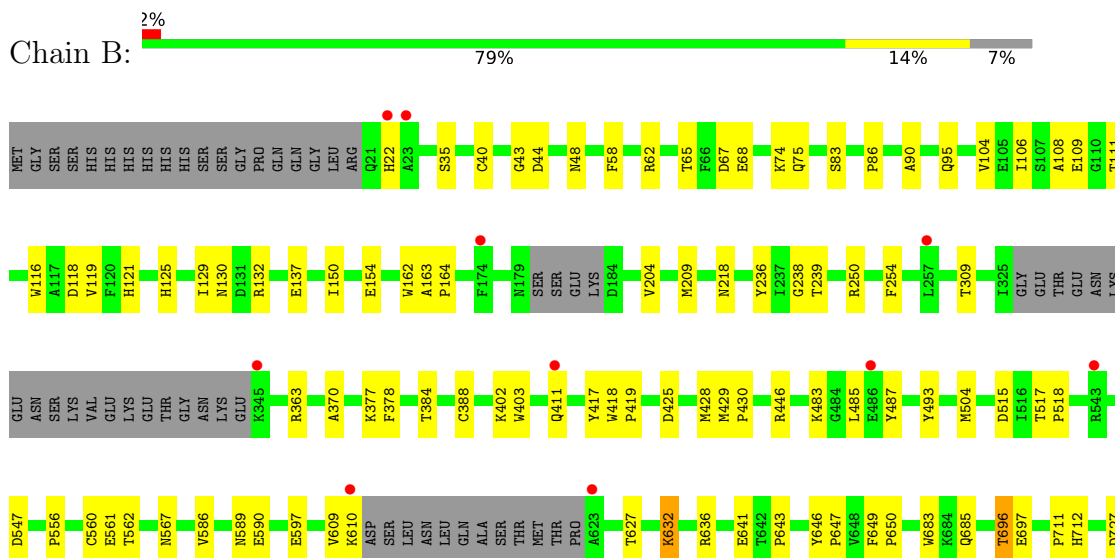 2%
Chain B:
79% 14% 7%
MET GLY SER SER HIS HIS HIS HIS HIS HIS SER SER GLY PRO GLN GLN GLY LEU ARG Q21 H22 A23 S35 C40 G43 D44 N48 F58 R62 T65 F66 D67 E68 K74 Q75 S83 P86 A90 Q95 V104 E105 I106 S107 A108 E109 G110 T111
W116 A117 D118 V119 F120 H121 H125 I129 N130 D131 R132 E137 I150 E154 W162 A163 P164 F174 N179 SER SER GLU LYS D184 V204 M209 N218 Y236 I237 G238 T239 R250 F254 L257 T309 I325 GLY GLU THR GLU ASN LYS
GLU ASN SER LYS VAL GLU LYS GLU THR GLY ASN LYS GLU K345 R363 A370 K377 F378 T384 C388 K402 W403 Q411 Y417 W418 P419 D425 M428 M429 P430 R446 K483 G484 L485 E486 Y487 Y493 M504 D515 I516 T517 P518 R543
D547 P556 C560 E561 T562 N567 V586 N589 E590 E597 V609 K610 ASP SER LEU ASN LEU GLN ALA SER THR MET THR PRO A623 T627 K632 R636 E641 T642 P643 Y646 P647 V648 F649 P650 W683 K684 Q685 T696 E697 P711 H712